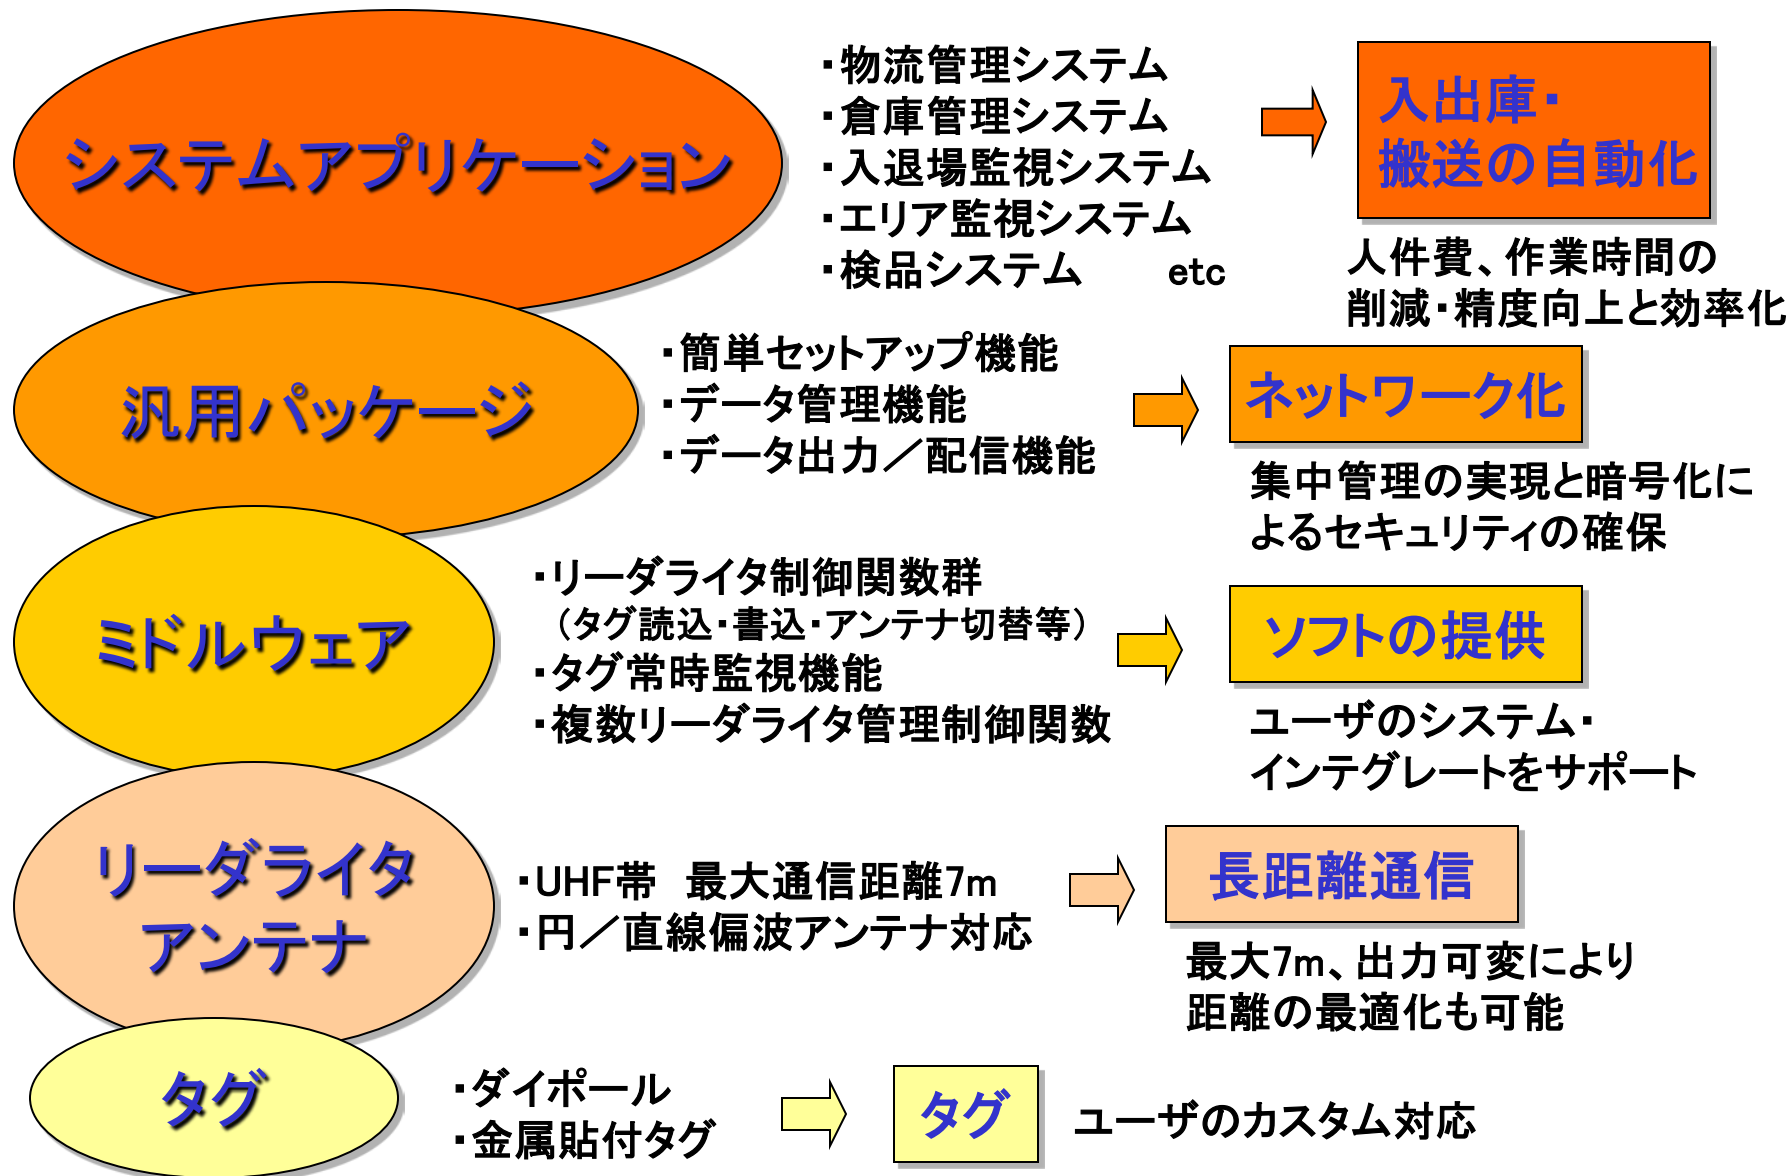 システムアプリケーション
・物流管理システム
・倉庫管理システム
・入退場監視システム
・エリア監視システム
・検品システム　　etc
入出庫・
搬送の自動化
人件費、作業時間の
削減・精度向上と効率化
汎用パッケージ
・簡単セットアップ機能
・データ管理機能
・データ出力／配信機能
ネットワーク化
集中管理の実現と暗号化に
よるセキュリティの確保
ミドルウェア
・リーダライタ制御関数群
（タグ読込・書込・アンテナ切替等）
・タグ常時監視機能
・複数リーダライタ管理制御関数
ソフトの提供
ユーザのシステム・
インテグレートをサポート
リーダライタ
アンテナ
・UHF帯　最大通信距離7m
・円／直線偏波アンテナ対応
長距離通信
最大7m、出力可変により
距離の最適化も可能
タグ
・ダイポール
・金属貼付タグ
タグ
ユーザのカスタム対応